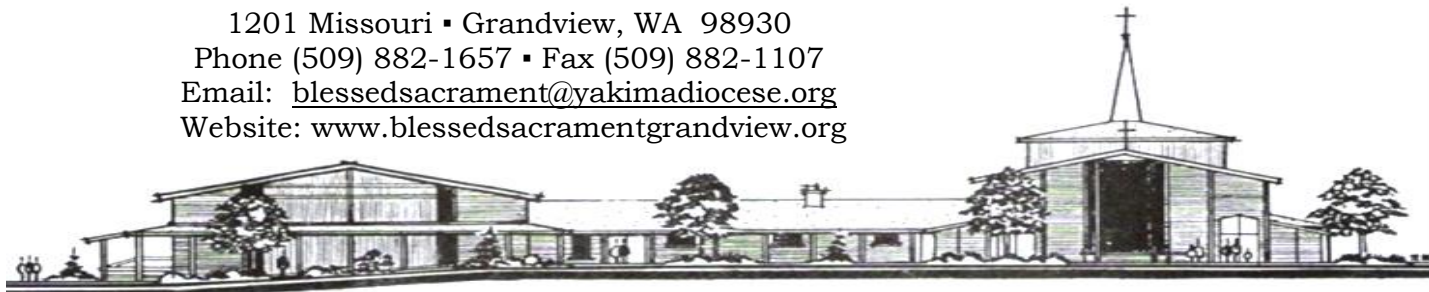 1201 Missouri ▪ Grandview, WA  98930
Phone (509) 882-1657 ▪ Fax (509) 882-1107
Email:  blessedsacrament@yakimadiocese.org
Website: www.blessedsacramentgrandview.org